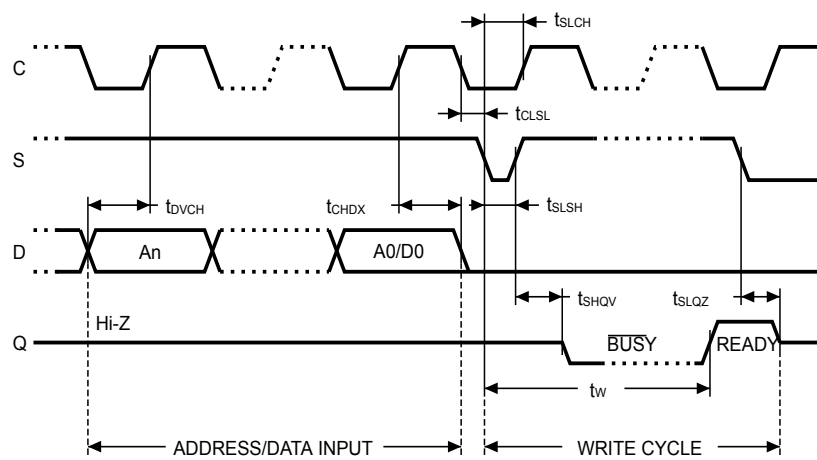 tSLCH
C
tCLSL
S
tDVCH
tCHDX
tSLSH
D
An
A0/D0
tSHQV
tSLQZ
Hi-Z
Q
BUSY
READY
tW
ADDRESS/DATA INPUT
WRITE CYCLE